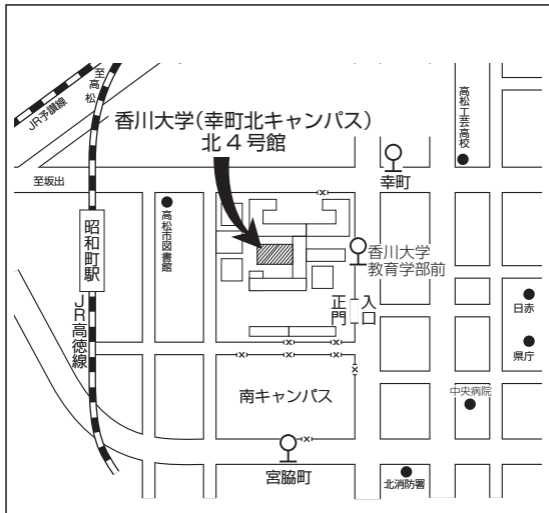 至高松
JR予讃線
高松工芸高校
香川大学(幸町北キャンパス)
北4号館
幸町
至坂出
高松市図書館
昭和町駅
香川大学
教育学部前
正門
入口
日赤
JR高徳線
県庁
南キャンパス
中央病院
宮脇町
北消防署